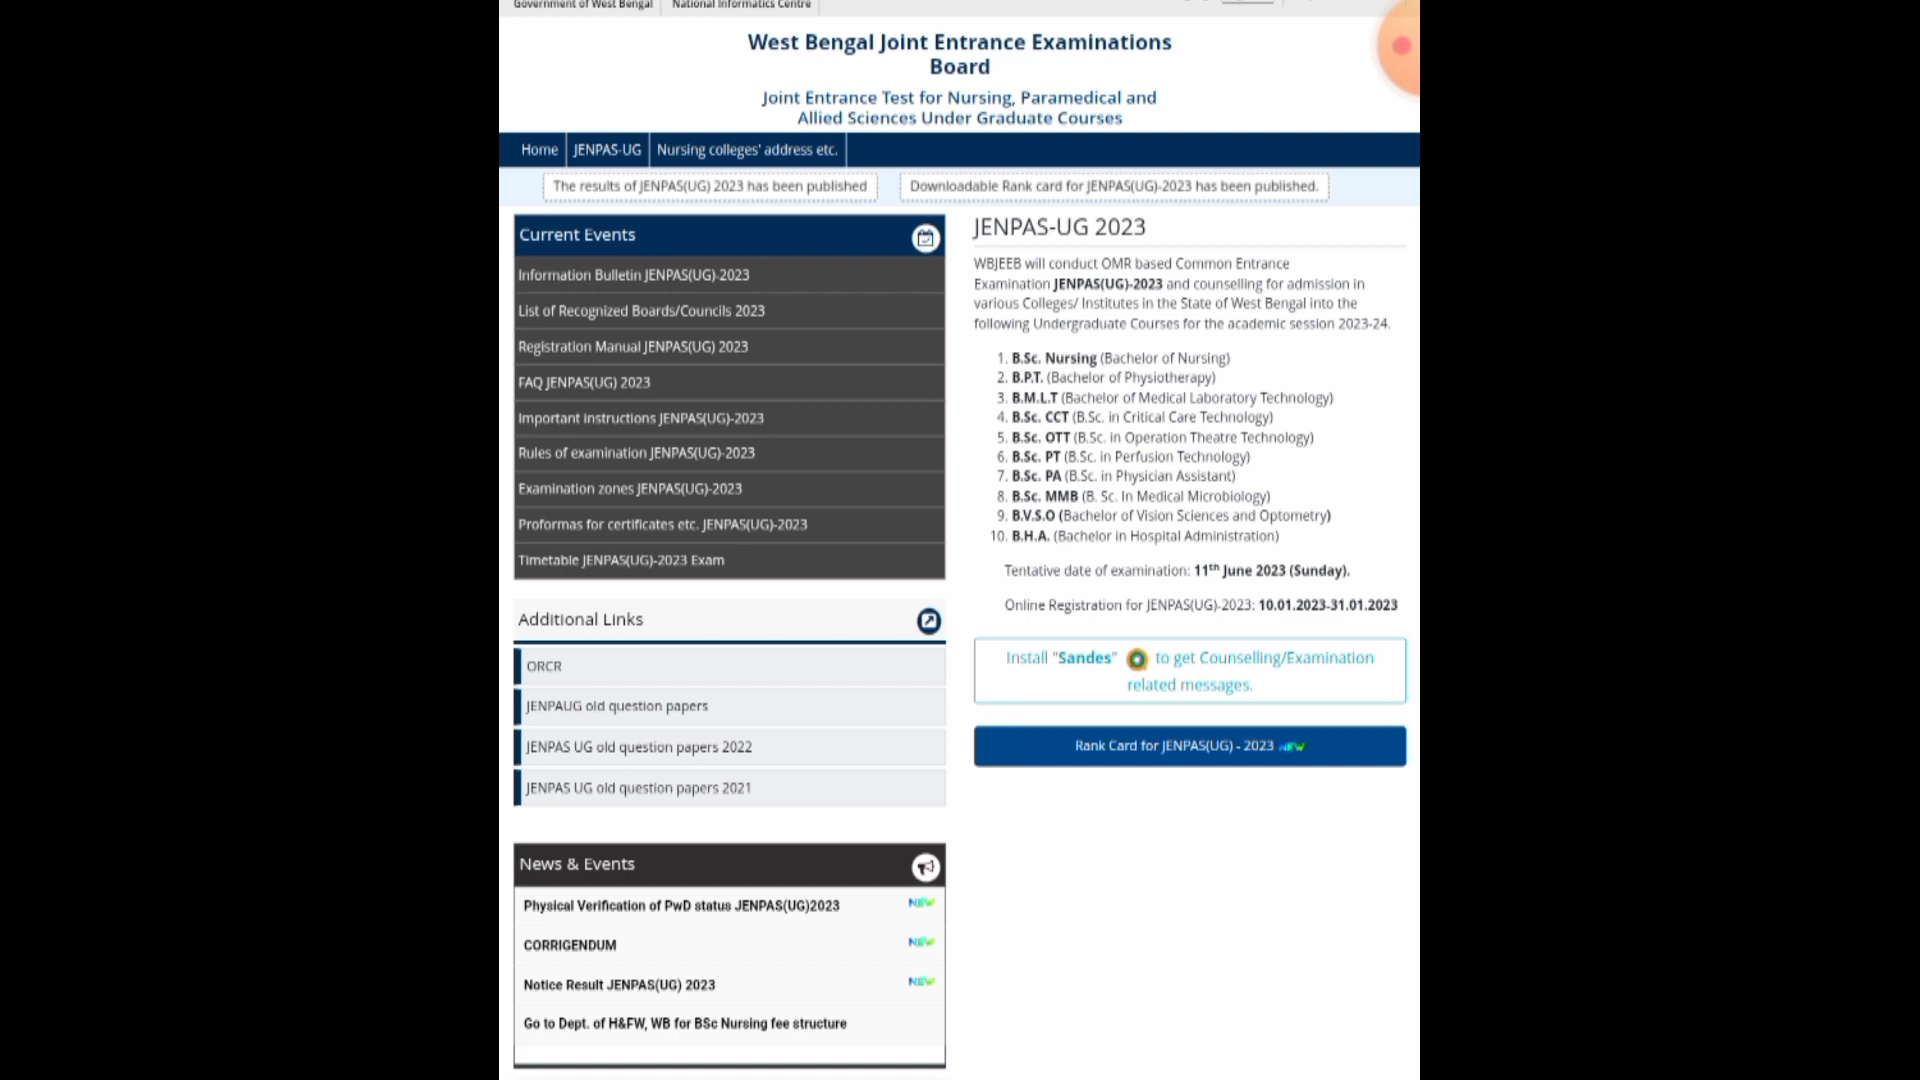 Government of West Bengal
National Informatics Centre
West Bengal Joint Entrance Examinations
Board
Joint Entrance Test for Nursing, Paramedical and
Allied Sciences Under Graduate Courses
Home
JENPAS-UG
Nursing colleges' address etc.
The results of JENPAS(UG) 2023 has been published
Downloadable Rank card for JENPAS(UG)-2023 has been published.
Current Events
Information Bulletin JENPAS(UG)-2023
List of Recognized Boards/Councils 2023
Registration Manual JENPAS(UG) 2023
FAQ JENPAS(UG) 2023
Important instructions JENPAS(UG)-2023
Rules of examination JENPAS(UG)-2023
Examination zones JENPAS(UG)-2023
Proformas for certificates etc. JENPAS(UG)-2023
Timetable JENPAS(UG)-2023 Exam
Additional Links
ORCR
JENPAUG old question papers
JENPAS UG old question papers 2022
JENPAS UG old question papers 2021
News & Events
Physical Verification of PwD status JENPAS(UG)2023 NEW
CORRIGENDUM NEW
Notice Result JENPAS(UG) 2023 NEW
Go to Dept. of H&FW, WB for BSc Nursing fee structure
JENPAS-UG 2023
WBJEEB will conduct OMR based Common Entrance
Examination JENPAS(UG)-2023 and counselling for admission in
various Colleges/ Institutes in the State of West Bengal into the
following Undergraduate Courses for the academic session 2023-24.
1. B.Sc. Nursing (Bachelor of Nursing)
2. B.P.T. (Bachelor of Physiotherapy)
3. B.M.L.T (Bachelor of Medical Laboratory Technology)
4. B.Sc. CCT (B.Sc. in Critical Care Technology)
5. B.Sc. OTT (B.Sc. in Operation Theatre Technology)
6. B.Sc. PT (B.Sc. in Perfusion Technology)
7. B.Sc. PA (B.Sc. in Physician Assistant)
8. B.Sc. MMB (B. Sc. In Medical Microbiology)
9. B.V.S.O (Bachelor of Vision Sciences and Optometry)
10. B.H.A. (Bachelor in Hospital Administration)
Tentative date of examination: 11th June 2023 (Sunday).
Online Registration for JENPAS(UG)-2023: 10.01.2023-31.01.2023
Install "Sandes" to get Counselling/Examination
related messages.
Rank Card for JENPAS(UG) - 2023 NEW